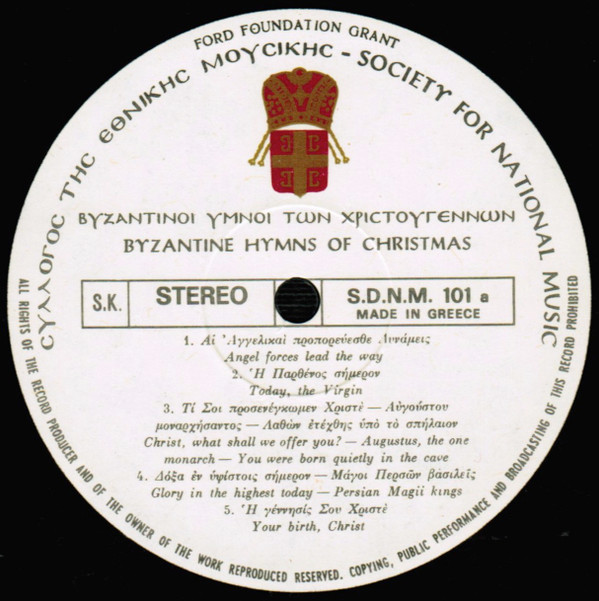 FORD FOUNDATION GRANT
ϹΥΛΛΟΓΟϹ ΤΗϹ ЄΘΝΙΚΗϹ ΜΟΥϹΙΚΗϹ - SOCIETY FOR NATIONAL MUSIC
ΒΥΖΑΝΤΙΝΟΙ ΥΜΝΟΙ ΤωΝ ΧΡΙϹΤΟΥΓЄΝΝωΝ
BYZANTINE HYMNS OF CHRISTMAS
S.K. STEREO S.D.N.M. 101 a
MADE IN GREECE
1. Αἱ Ἀγγελικαὶ προπορεύεσθε Δυνάμεις
Angel forces lead the way
2. Ἡ Παρθένος σήμερον
Today, the Virgin
3. Τί Σοι προσενέγκωμεν Χριστὲ — Αὐγούστου
μοναρχήσαντος — Λαθὼν ἐτέχθης ὑπὸ τὸ σπήλαιον
Christ, what shall we offer you? — Augustus, the one
monarch — You were born quietly in the cave
4. Δόξα ἐν ὑψίστοις σήμερον — Μάγοι Περσῶν βασιλεῖς
Glory in the highest today — Persian Magii kings
5. Ἡ γέννησίς Σου Χριστὲ
Your birth, Christ
ALL RIGHTS OF THE RECORD PRODUCER AND OF THE OWNER OF THE WORK REPRODUCED RESERVED. COPYING, PUBLIC PERFORMANCE AND BROADCASTING OF THIS RECORD PROHIBITED